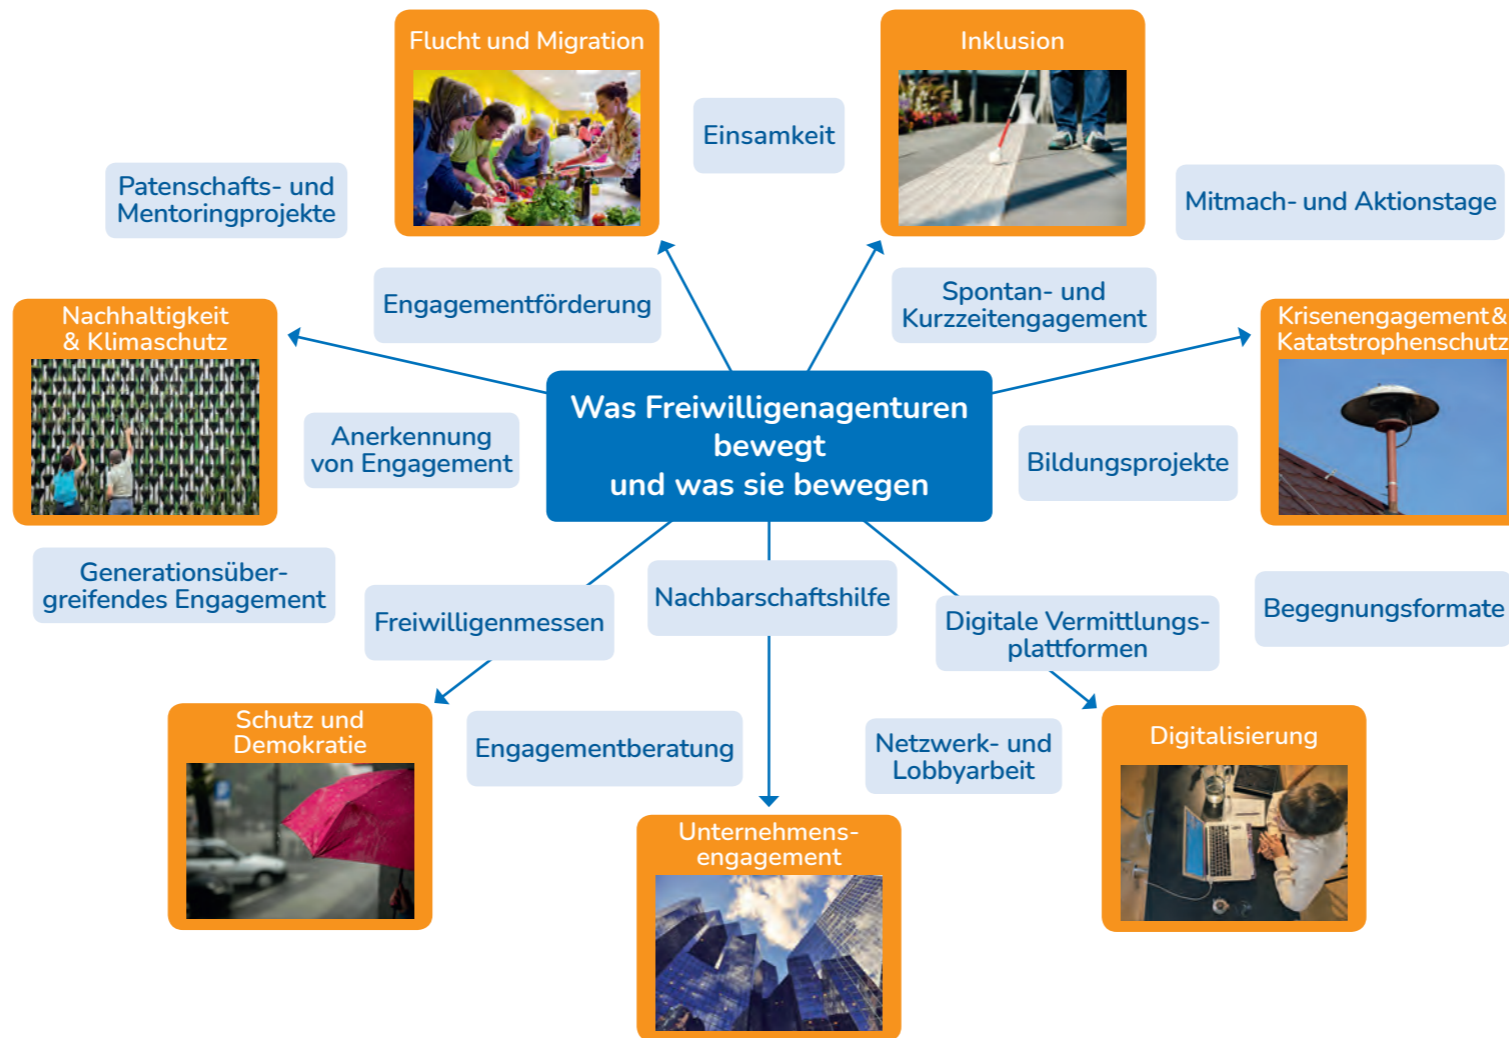 Flucht und Migration
Inklusion
Einsamkeit
Patenschafts- und
Mentoringprojekte
Mitmach- und Aktionstage
Engagementförderung
Spontan- und
Kurzzeitengagement
Nachhaltigkeit
& Klimaschutz
Krisenengagement&
Katatstrophenschutz
Was Freiwilligenagenturen
bewegt
und was sie bewegen
Anerkennung
von Engagement
Bildungsprojekte
Generationsüber-
greifendes Engagement
Freiwilligenmessen
Nachbarschaftshilfe
Digitale Vermittlungs-
plattformen
Begegnungsformate
Schutz und
Demokratie
Engagementberatung
Netzwerk- und
Lobbyarbeit
Digitalisierung
Unternehmens-
engagement